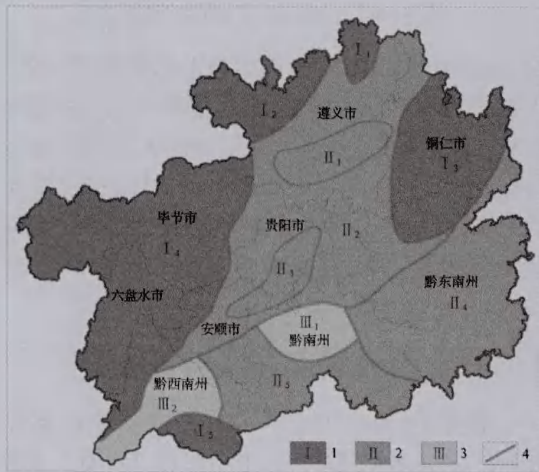 I₁
I₂
遵义市
II₁
铜仁市
I₃
毕节市
贵阳市
II₂
I₄
II₃
黔东南州
六盘水市
II₄
安顺市
III₁
黔南州
黔西南州
II₅
III₂
I₅
I 1 II 2 III 3 4